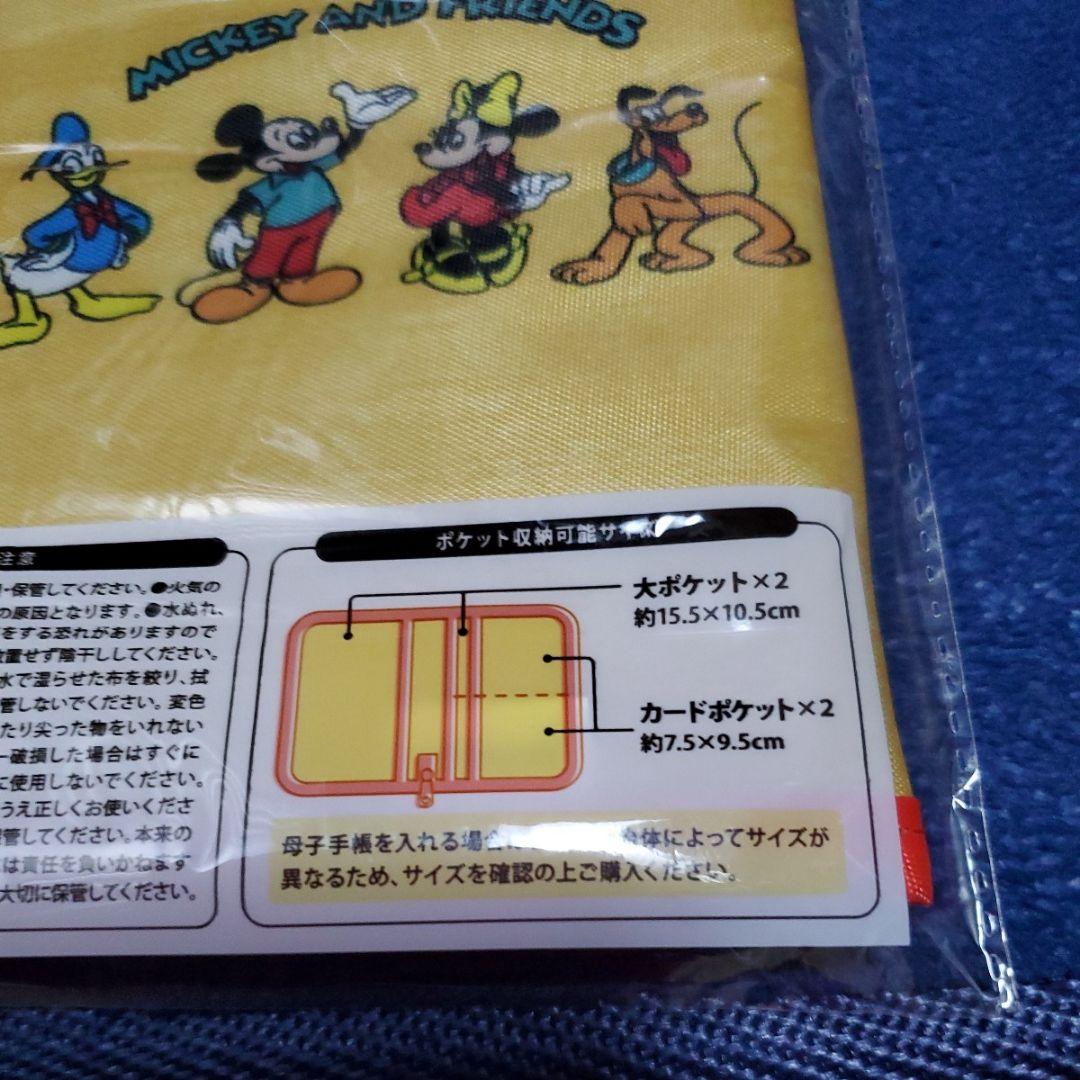 MICKEY AND FRIENDS
注意
・保管してください。●火気の
の原因となります。●水ぬれ、
をする恐れがありますので
放置せず陰干ししてください。
水で湿らせた布を絞り、拭
管しないでください。変色
たり尖った物をいれない
一破損した場合はすぐに
に使用しないでください。
うえ正しくお使いくださ
保管してください。本来の
は責任を負いかねます
大切に保管してください。
ポケット収納可能サイズ
大ポケット×2
約15.5×10.5cm
カードポケット×2
約7.5×9.5cm
母子手帳を入れる場合は 治体によってサイズが
異なるため、サイズを確認の上ご購入ください。